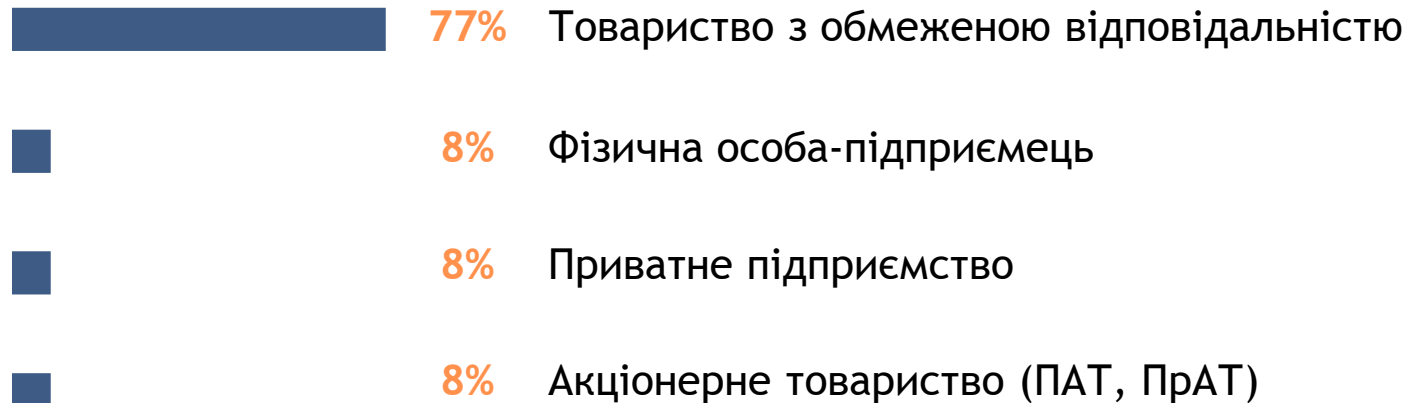 77% Товариство з обмеженою відповідальністю
8% Фізична особа-підприємець
8% Приватне підприємство
8% Акціонерне товариство (ПАТ, ПрАТ)